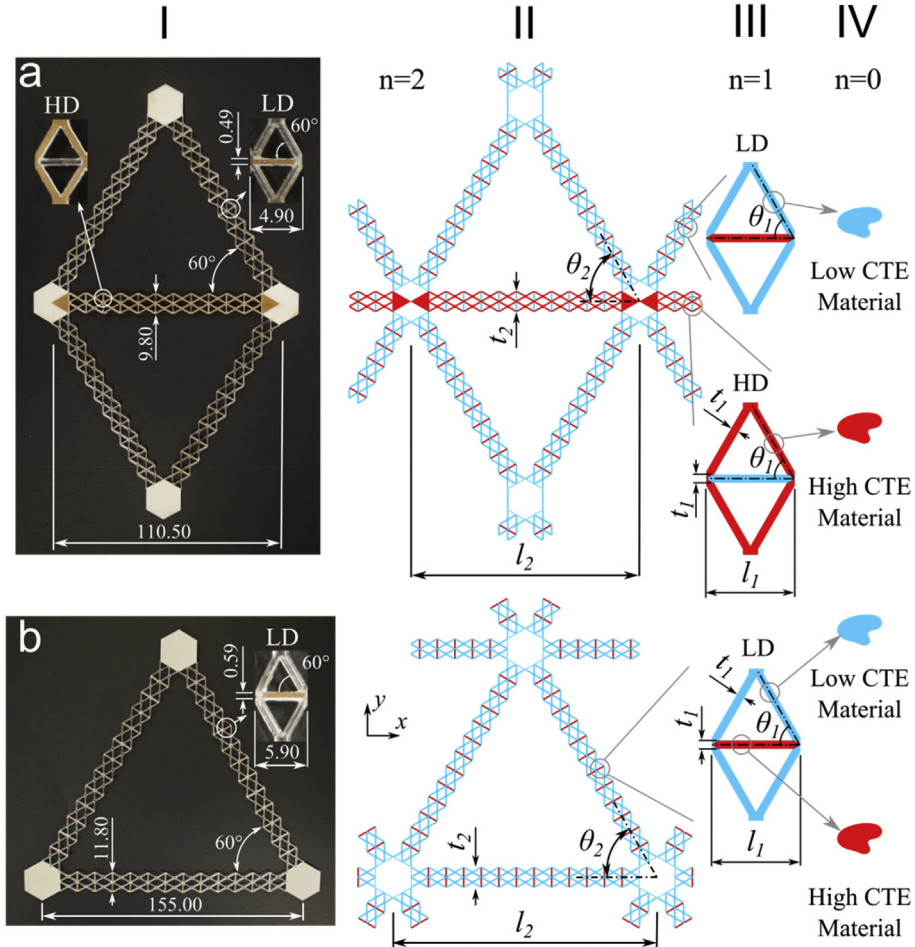 I
II
III
IV
a
HD
LD
60°
0.49
4.90
60°
9.80
110.50
n=2
n=1
n=0
θ2
t2
l2
LD
θ1
Low CTE
Material
HD
t1
θ1
t1
l1
High CTE
Material
b
LD
60°
0.59
5.90
60°
11.80
155.00
y
x
t2
θ2
l2
LD
t1
t1
θ1
l1
Low CTE
Material
High CTE
Material